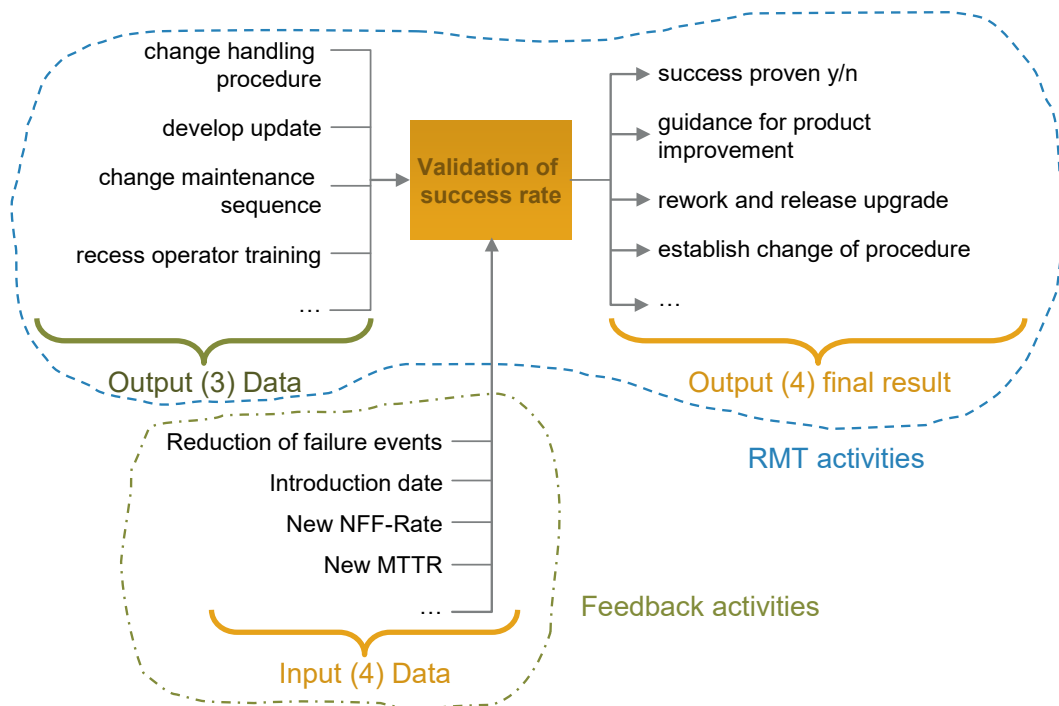 change handling
procedure
develop update
change maintenance
sequence
recess operator training
...
Output (3) Data
Validation of
success rate
success proven y/n
guidance for product
improvement
rework and release upgrade
establish change of procedure
...
Output (4) final result
RMT activities
Reduction of failure events
Introduction date
New NFF-Rate
New MTTR
...
Input (4) Data
Feedback activities